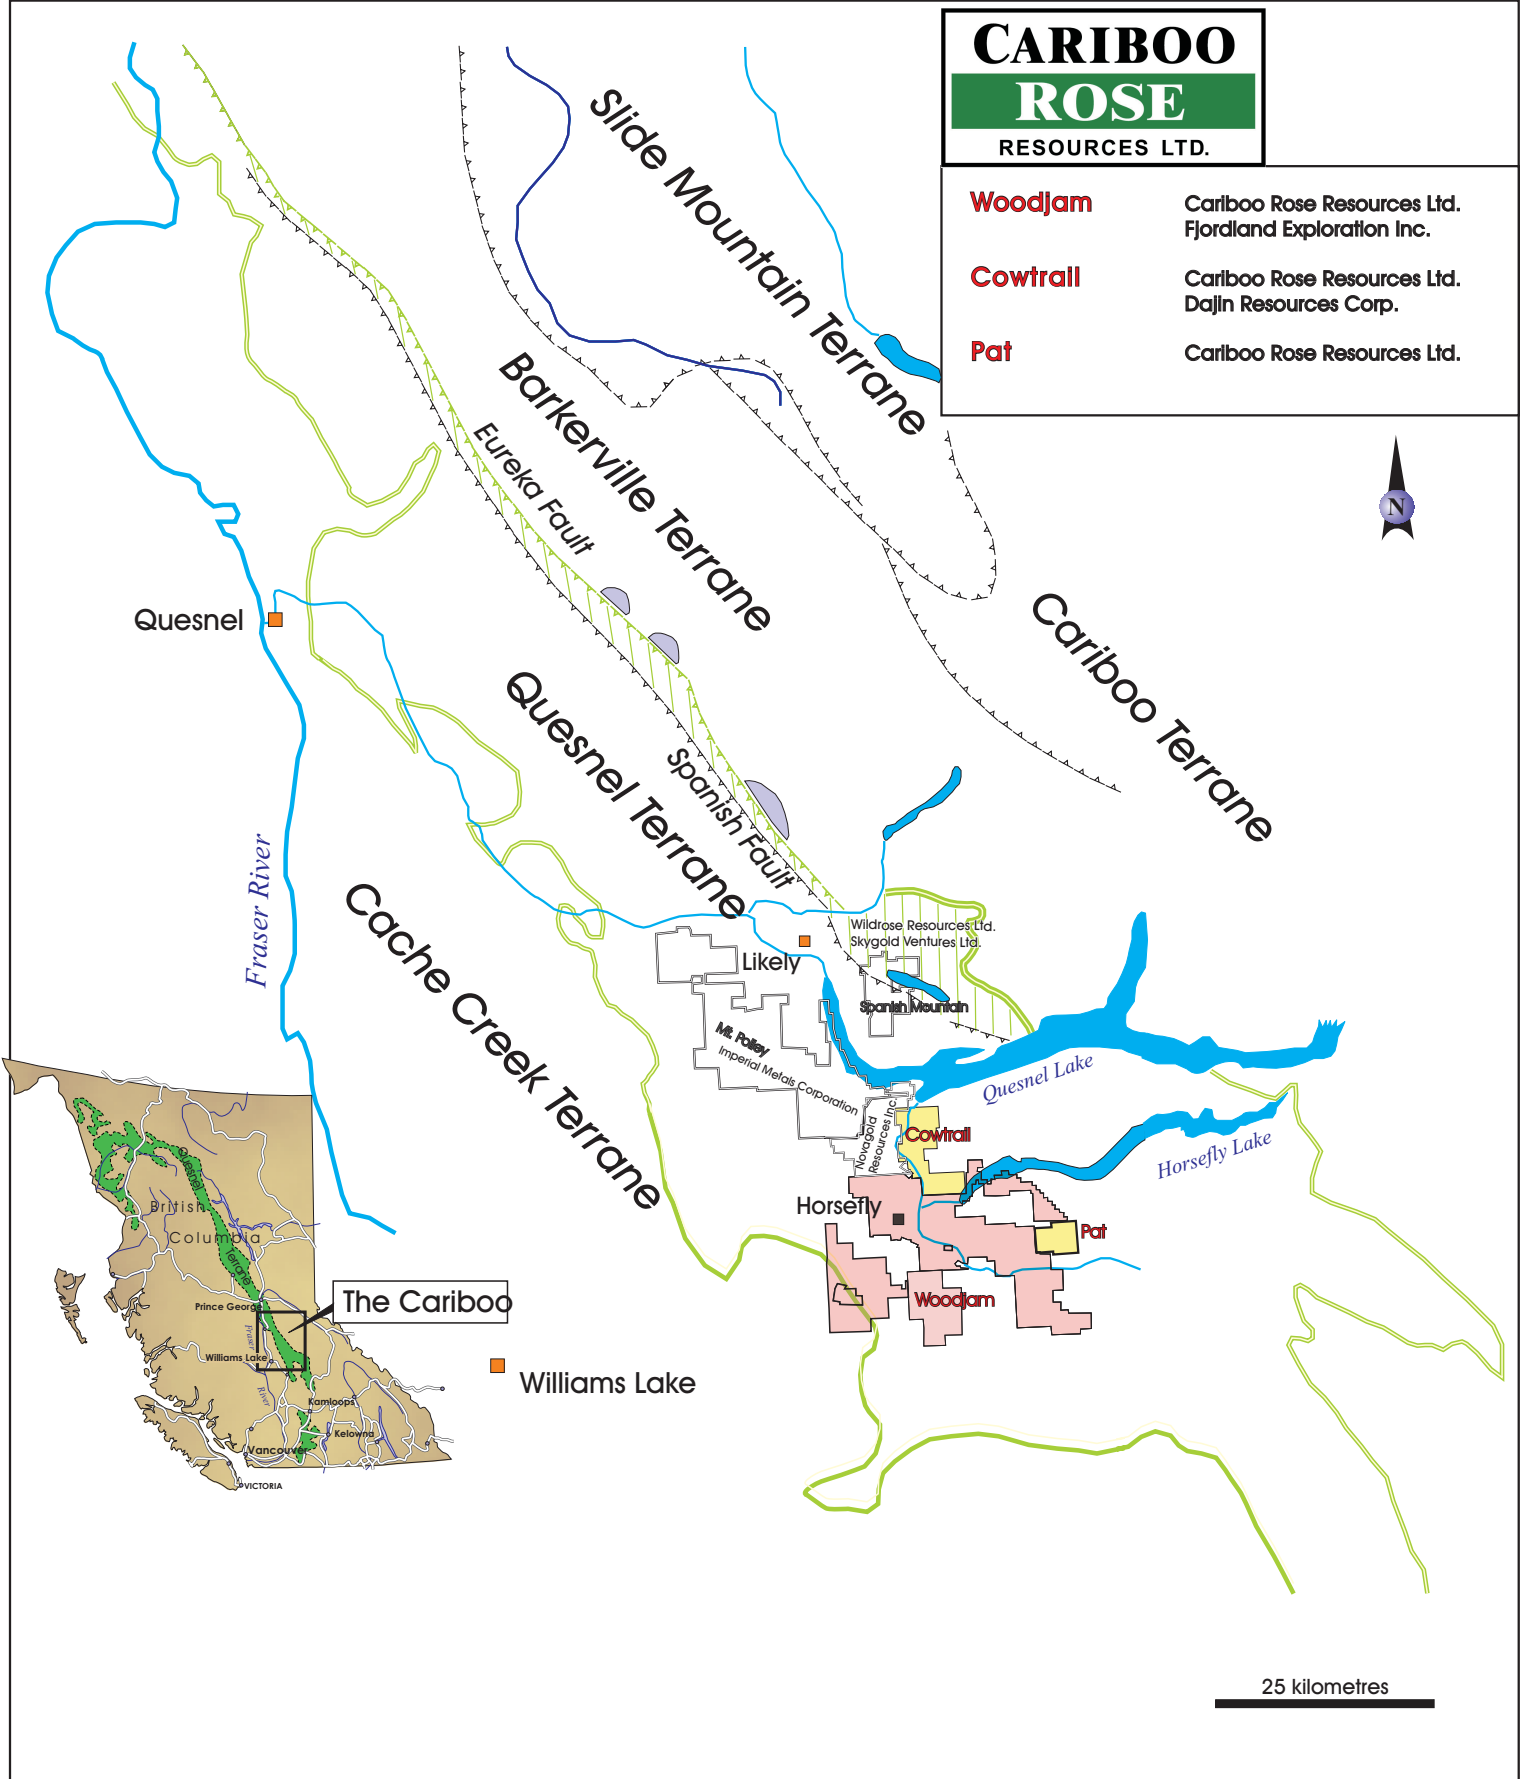 CARIBOO
ROSE
RESOURCES LTD.
Woodjam
Cariboo Rose Resources Ltd.
Fjordland Exploration Inc.
Cowtrail
Cariboo Rose Resources Ltd.
Dajin Resources Corp.
Pat
Cariboo Rose Resources Ltd.
N
Slide Mountain Terrane
Barkerville Terrane
Eureka Fault
Cariboo Terrane
Quesnel
Quesnel Terrane
Spanish Fault
Fraser River
Cache Creek Terrane
Wildrose Resources Ltd.
Skygold Ventures Ltd.
Likely
Spanish Mountain
Mt. Polley
Imperial Metals Corporation
Quesnel Lake
Novagold
Resources Inc.
Cowtrail
Horsefly Lake
Horsefly
Pat
Woodjam
Quesnel
British
Columbia
Terrane
Prince George
The Cariboo
Fraser
Williams Lake
River
Kamloops
Kelowna
Vancouver
VICTORIA
Williams Lake
25 kilometres